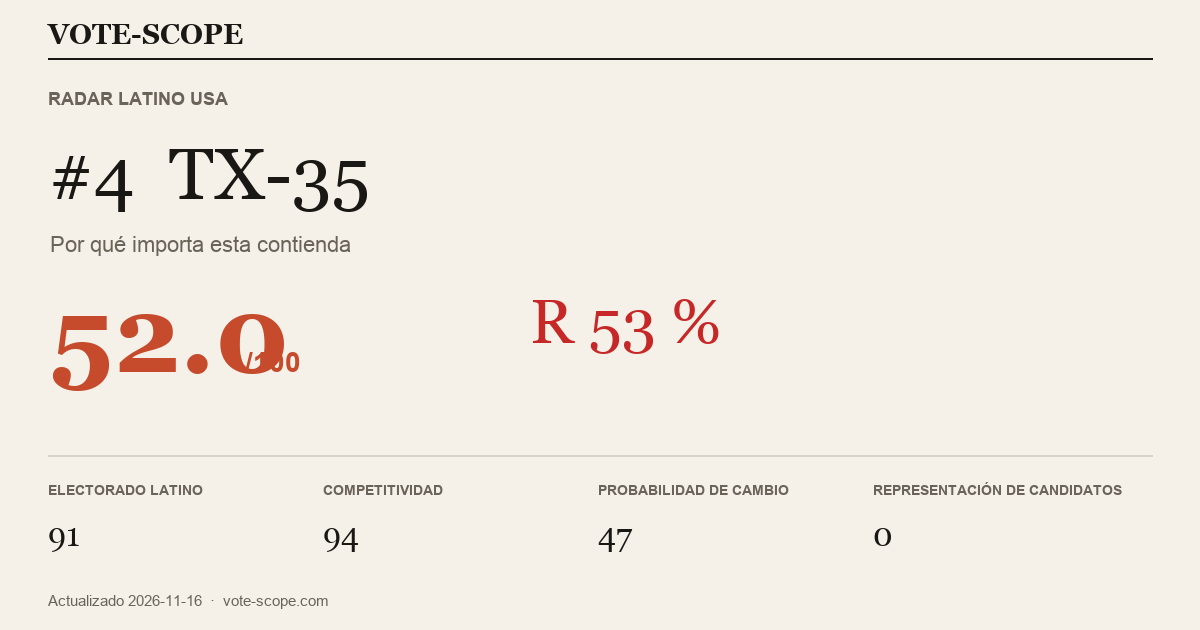 VOTE-SCOPE
RADAR LATINO USA
#4 TX-35
Por qué importa esta contienda
52.0/100
R 53 %
ELECTORADO LATINO
COMPETITIVIDAD
PROBABILIDAD DE CAMBIO
REPRESENTACIÓN DE CANDIDATOS
91
94
47
0
Actualizado 2026-11-16 · vote-scope.com